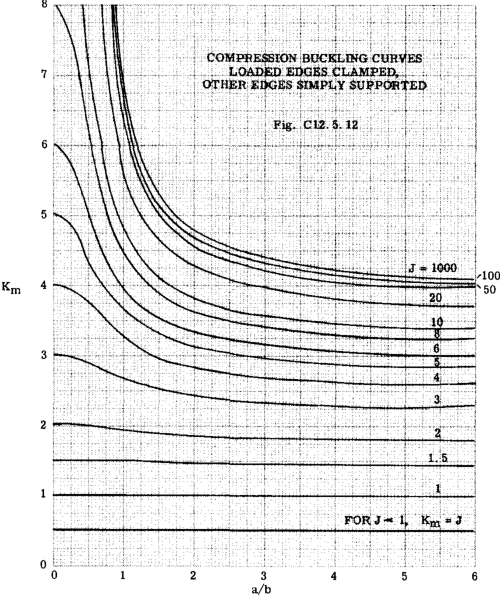 8
COMPRESSION BUCKLING CURVES
LOADED EDGES CLAMPED,
OTHER EDGES SIMPLY SUPPORTED
7
Fig. C12.5.12
6
5
J = 1000
100
50
Km
20
4
10
8
6
5
3
4
3
2
2
1.5
1
1
FOR J < 1, Km = J
0
0 1 2 3 4 5 6
a/b